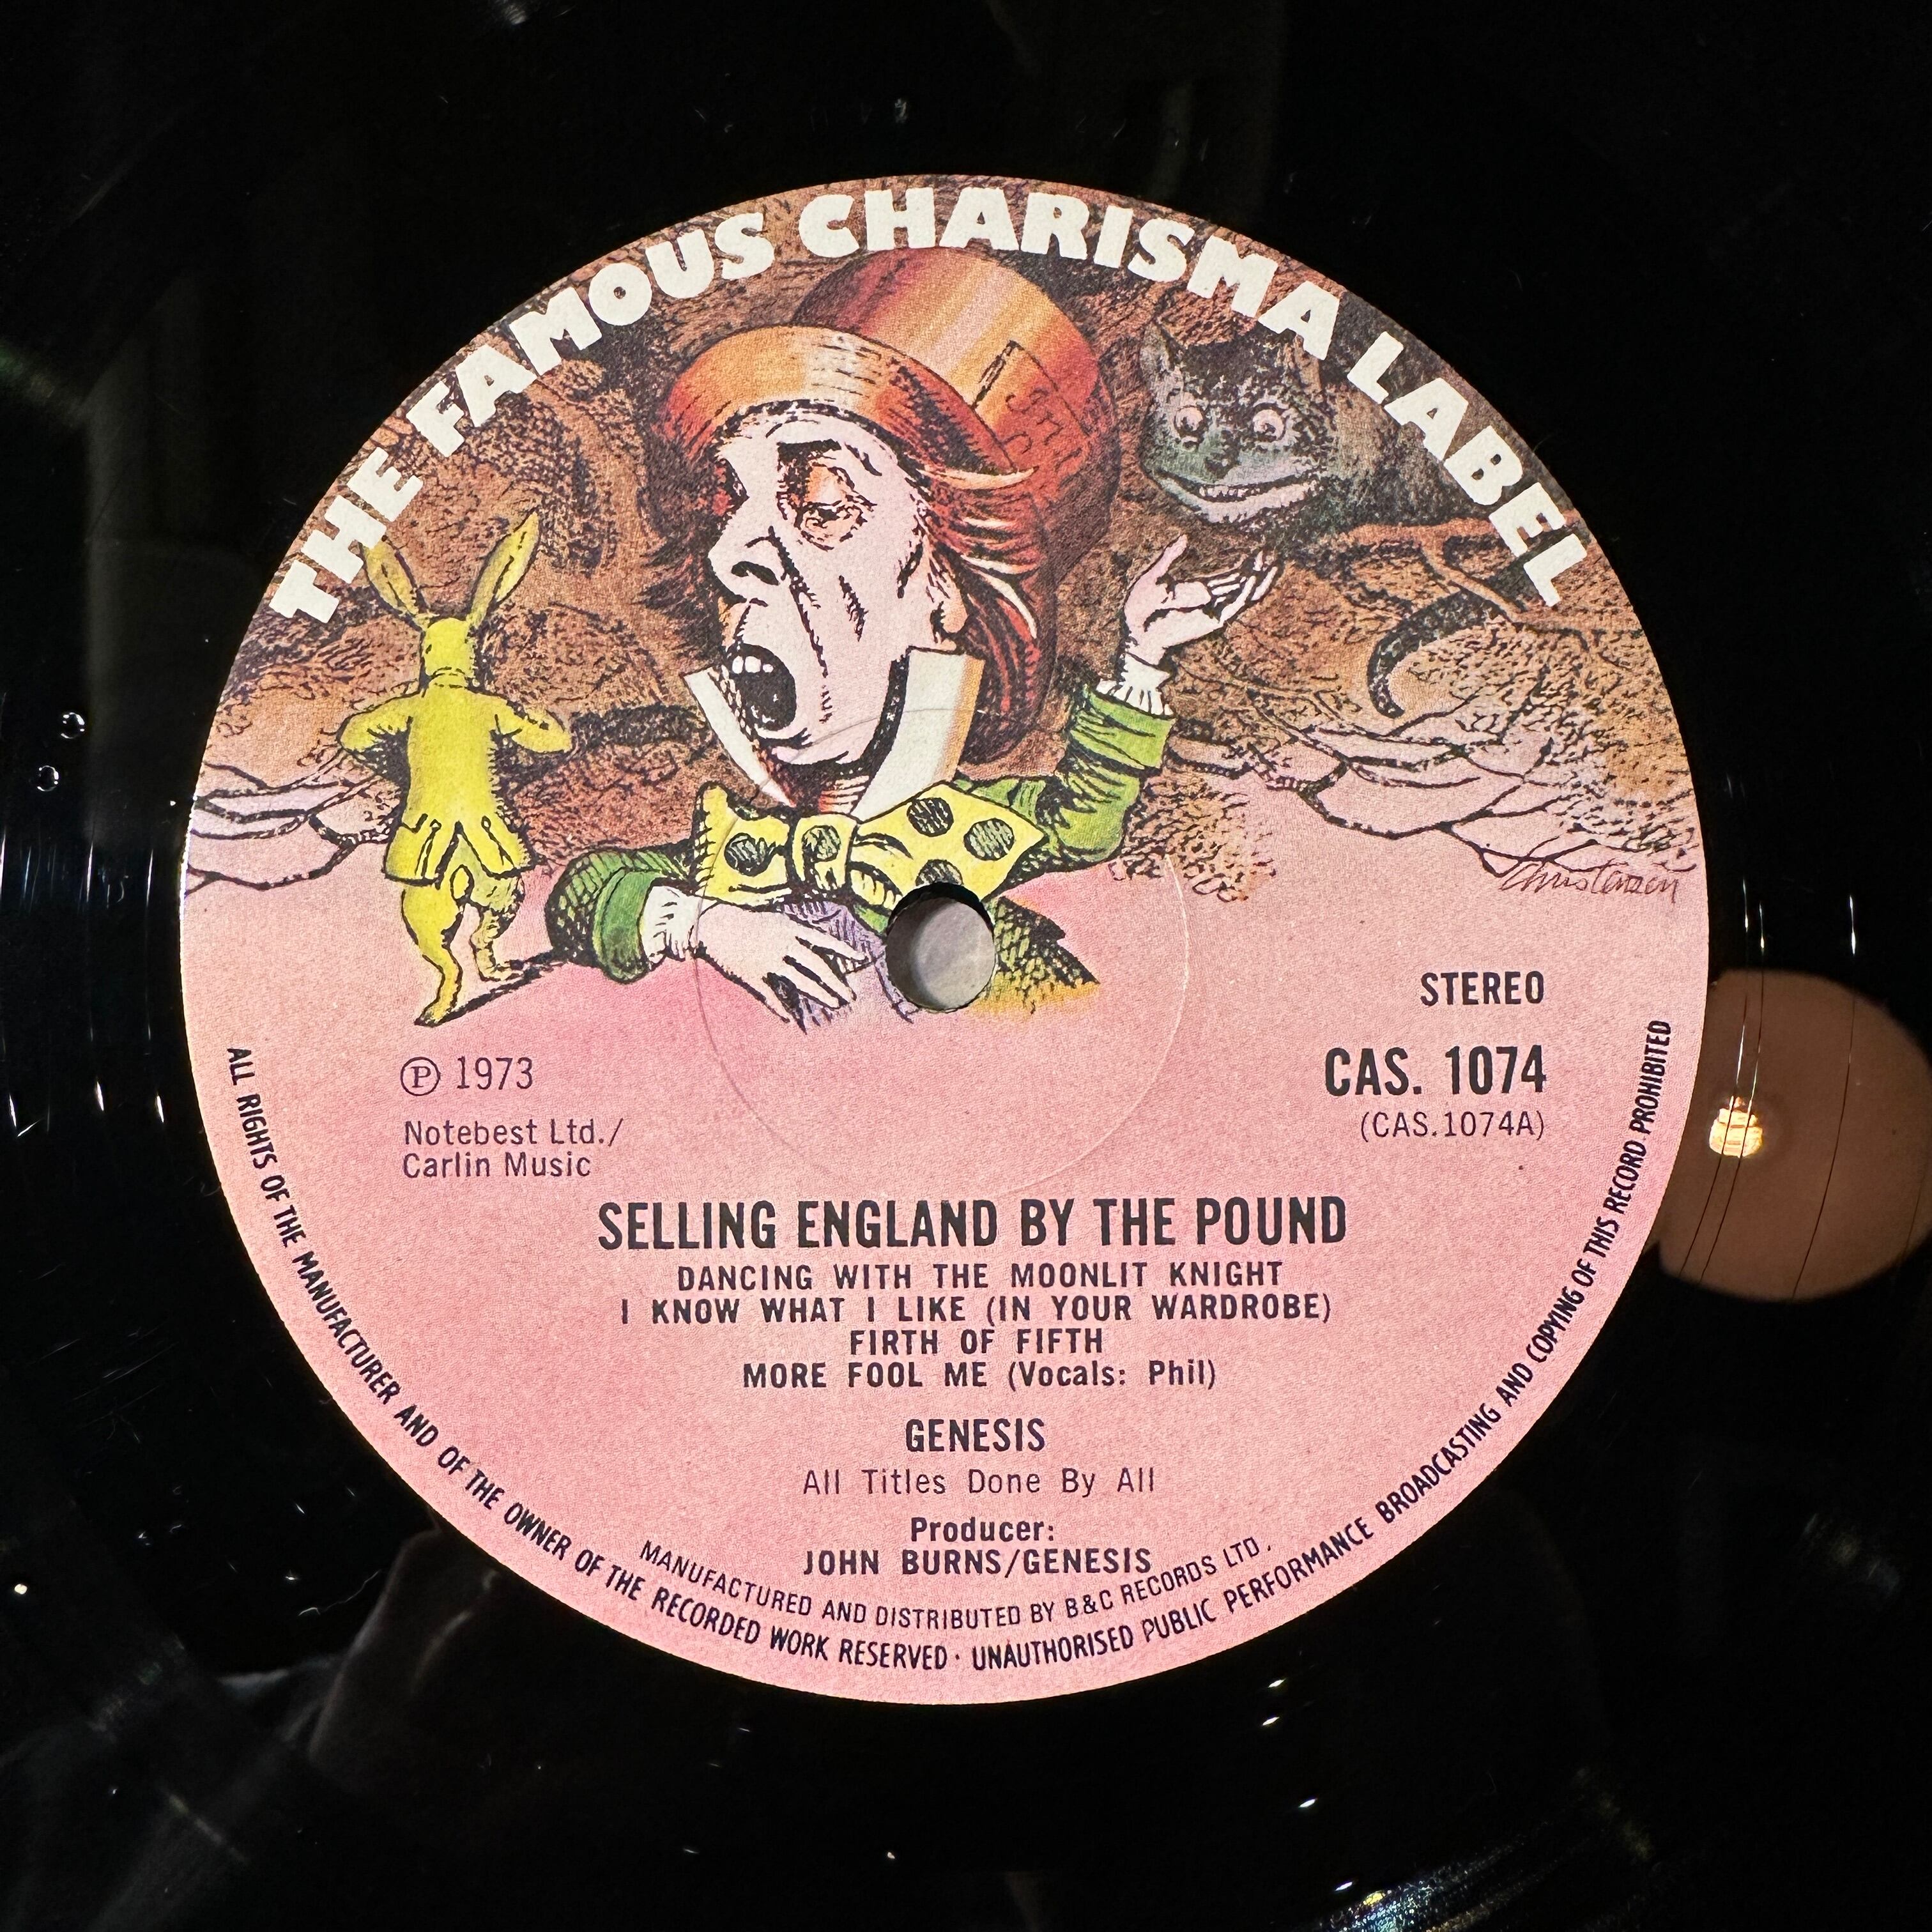 THE FAMOUS CHARISMA LABEL
Christensen
STEREO
℗ 1973
CAS. 1074
(CAS.1074A)
Notebest Ltd./
Carlin Music
SELLING ENGLAND BY THE POUND
DANCING WITH THE MOONLIT KNIGHT
I KNOW WHAT I LIKE (IN YOUR WARDROBE)
FIRTH OF FIFTH
MORE FOOL ME (Vocals: Phil)
GENESIS
All Titles Done By All
Producer:
JOHN BURNS/GENESIS
MANUFACTURED AND DISTRIBUTED BY B&C RECORDS LTD.
ALL RIGHTS OF THE MANUFACTURER AND OF THE OWNER OF THE RECORDED WORK RESERVED · UNAUTHORISED PUBLIC PERFORMANCE BROADCASTING AND COPYING OF THIS RECORD PROHIBITED